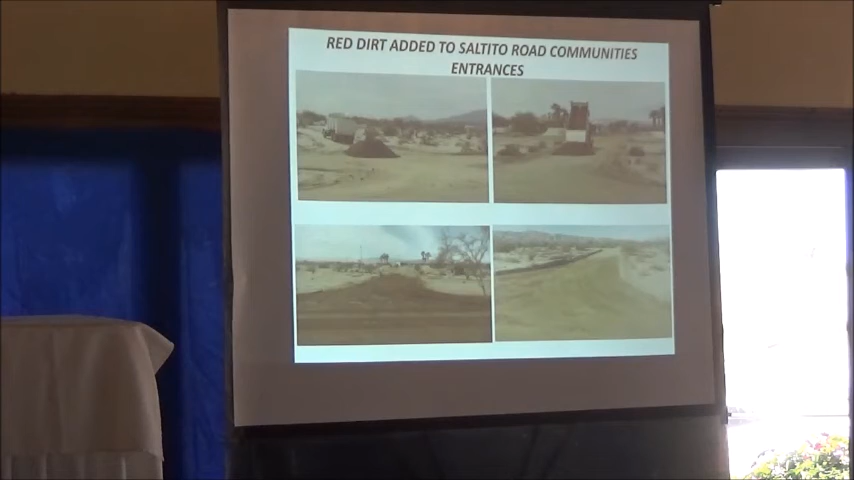 RED DIRT ADDED TO SALTITO ROAD COMMUNITIES
ENTRANCES